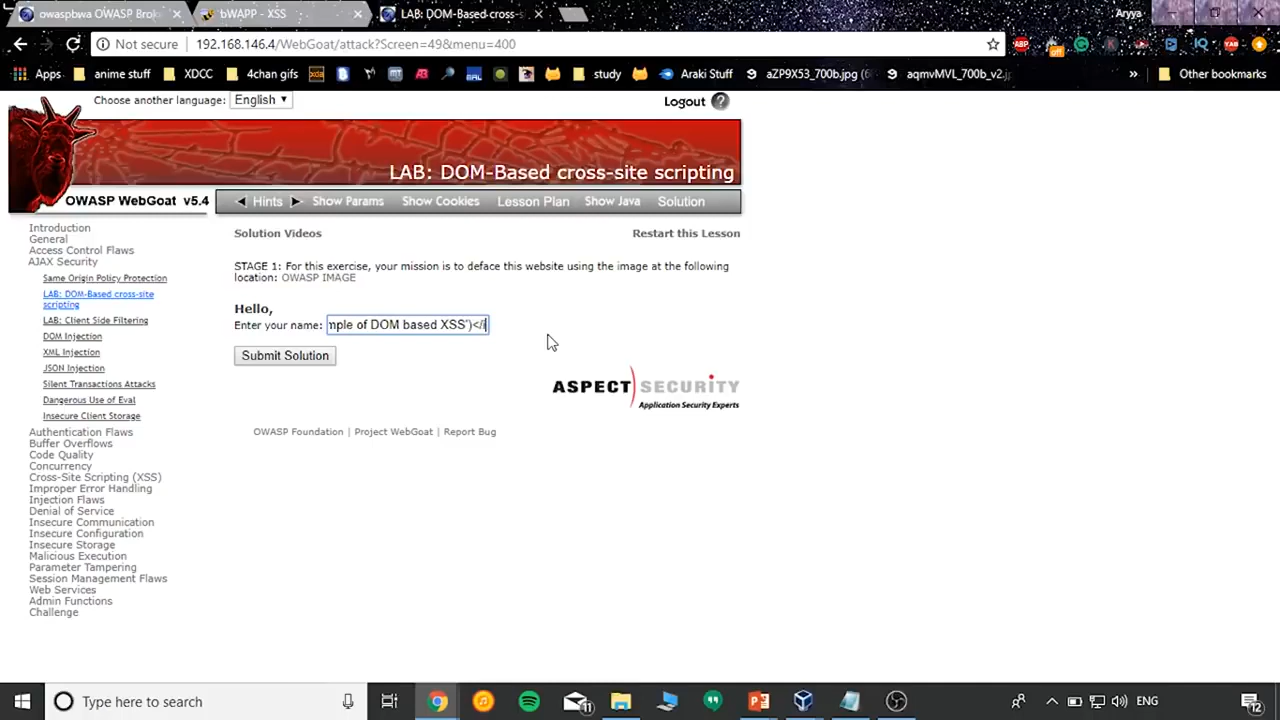 owaspbwa OWASP Brok
bWAPP - XSS
LAB: DOM-Based cross-s
Aryya
Not secure
192.168.146.4/WebGoat/attack?Screen=49&menu=400
Apps
anime stuff
XDCC
4chan gifs
study
Araki Stuff
aZP9X53_700b.jpg (6
aqmvMVL_700b_v2.j
Other bookmarks
Choose another language: English
Logout ?
LAB: DOM-Based cross-site scripting
OWASP WebGoat v5.4
Hints
Show Params
Show Cookies
Lesson Plan
Show Java
Solution
Introduction
General
Access Control Flaws
AJAX Security
Same Origin Policy Protection
LAB: DOM-Based cross-site
scripting
LAB: Client Side Filtering
DOM Injection
XML Injection
JSON Injection
Silent Transactions Attacks
Dangerous Use of Eval
Insecure Client Storage
Authentication Flaws
Buffer Overflows
Code Quality
Concurrency
Cross-Site Scripting (XSS)
Improper Error Handling
Injection Flaws
Denial of Service
Insecure Communication
Insecure Configuration
Insecure Storage
Malicious Execution
Parameter Tampering
Session Management Flaws
Web Services
Admin Functions
Challenge
Solution Videos
Restart this Lesson
STAGE 1: For this exercise, your mission is to deface this website using the image at the following
location: OWASP IMAGE
Hello,
Enter your name: mple of DOM based XSS')</i
Submit Solution
ASPECT SECURITY
Application Security Experts
OWASP Foundation | Project WebGoat | Report Bug
Type here to search
11
ENG
12